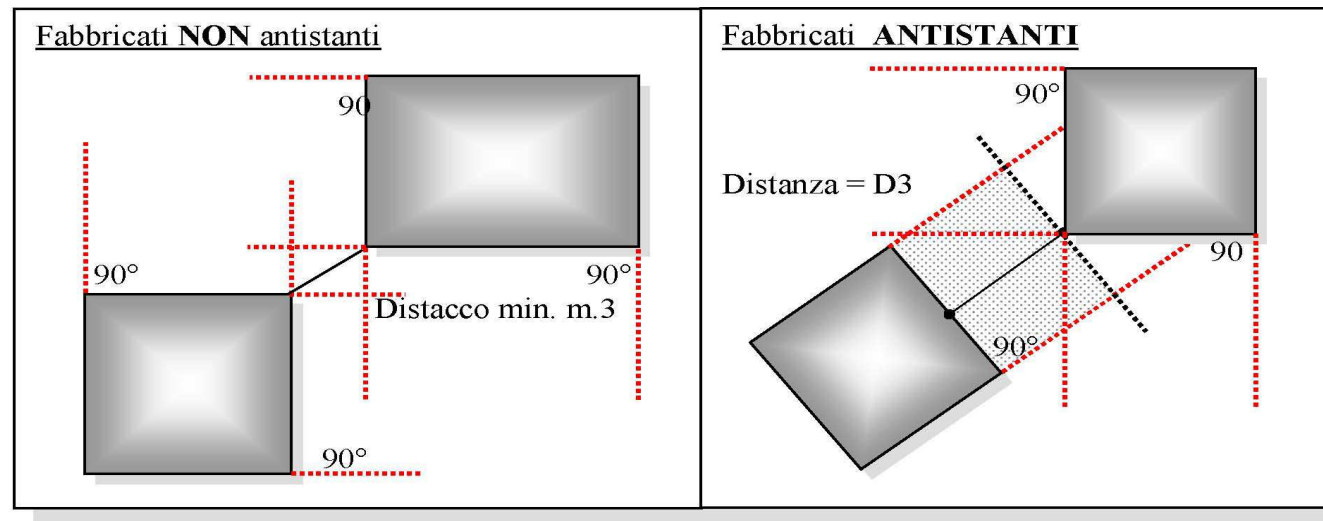 Fabbricati NON antistanti
90
90°
90°
Distacco min. m.3
90°
Fabbricati ANTISTANTI
90°
Distanza = D3
90
90°